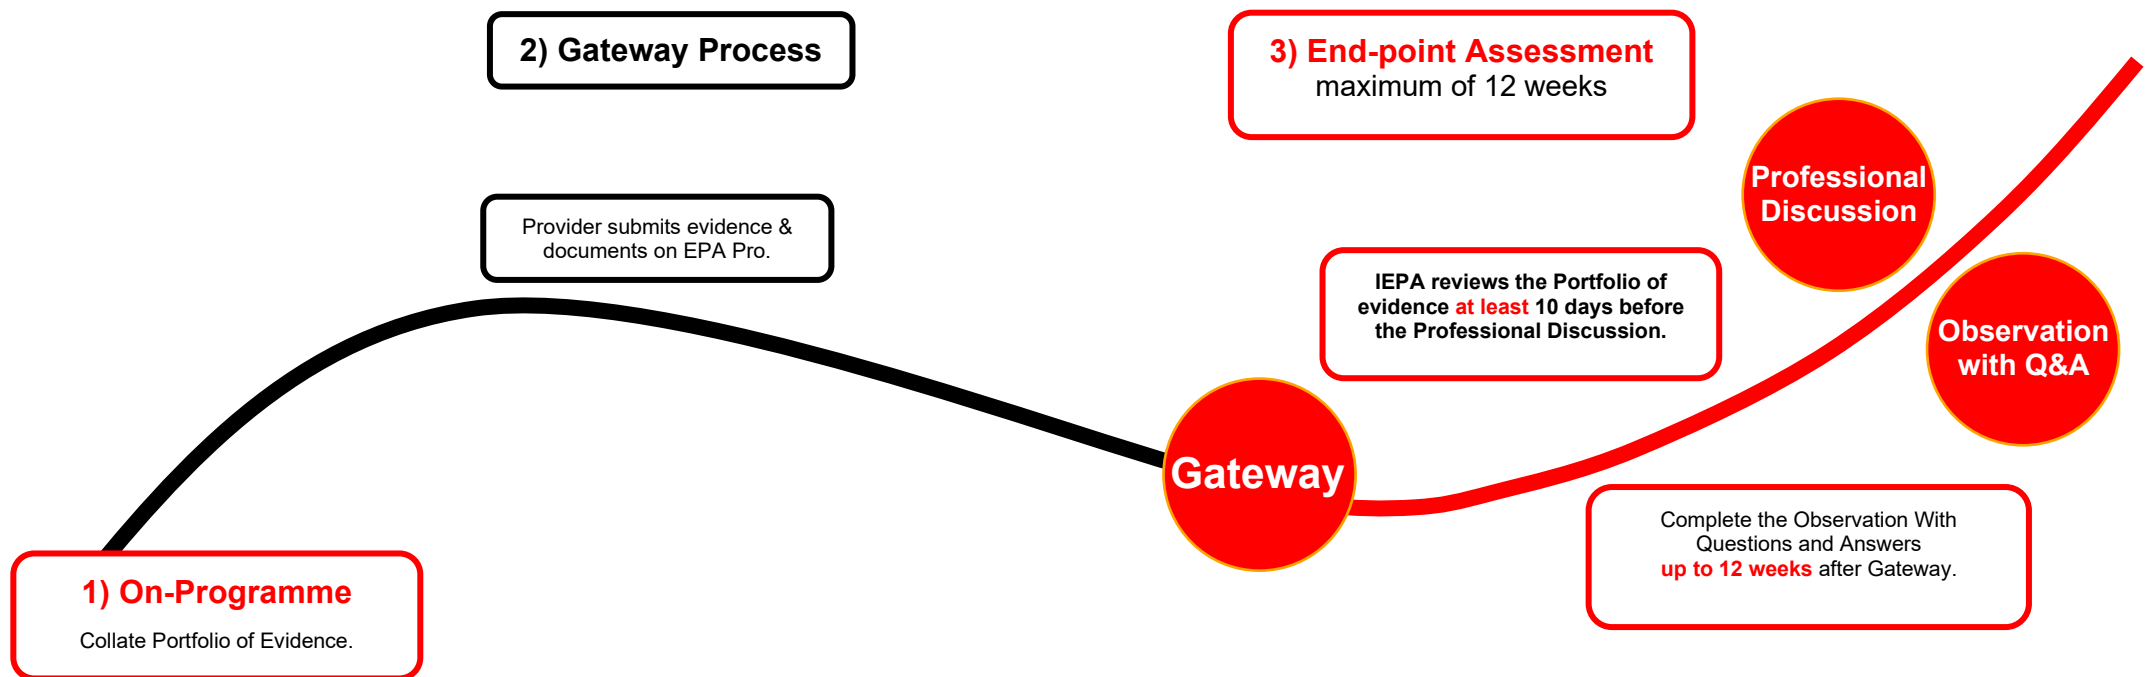 2) Gateway Process
3) End-point Assessment
maximum of 12 weeks
Professional
Discussion
Provider submits evidence &
documents on EPA Pro.
IEPA reviews the Portfolio of
evidence at least 10 days before
the Professional Discussion.
Observation
with Q&A
Gateway
Complete the Observation With
Questions and Answers
up to 12 weeks after Gateway.
1) On-Programme
Collate Portfolio of Evidence.